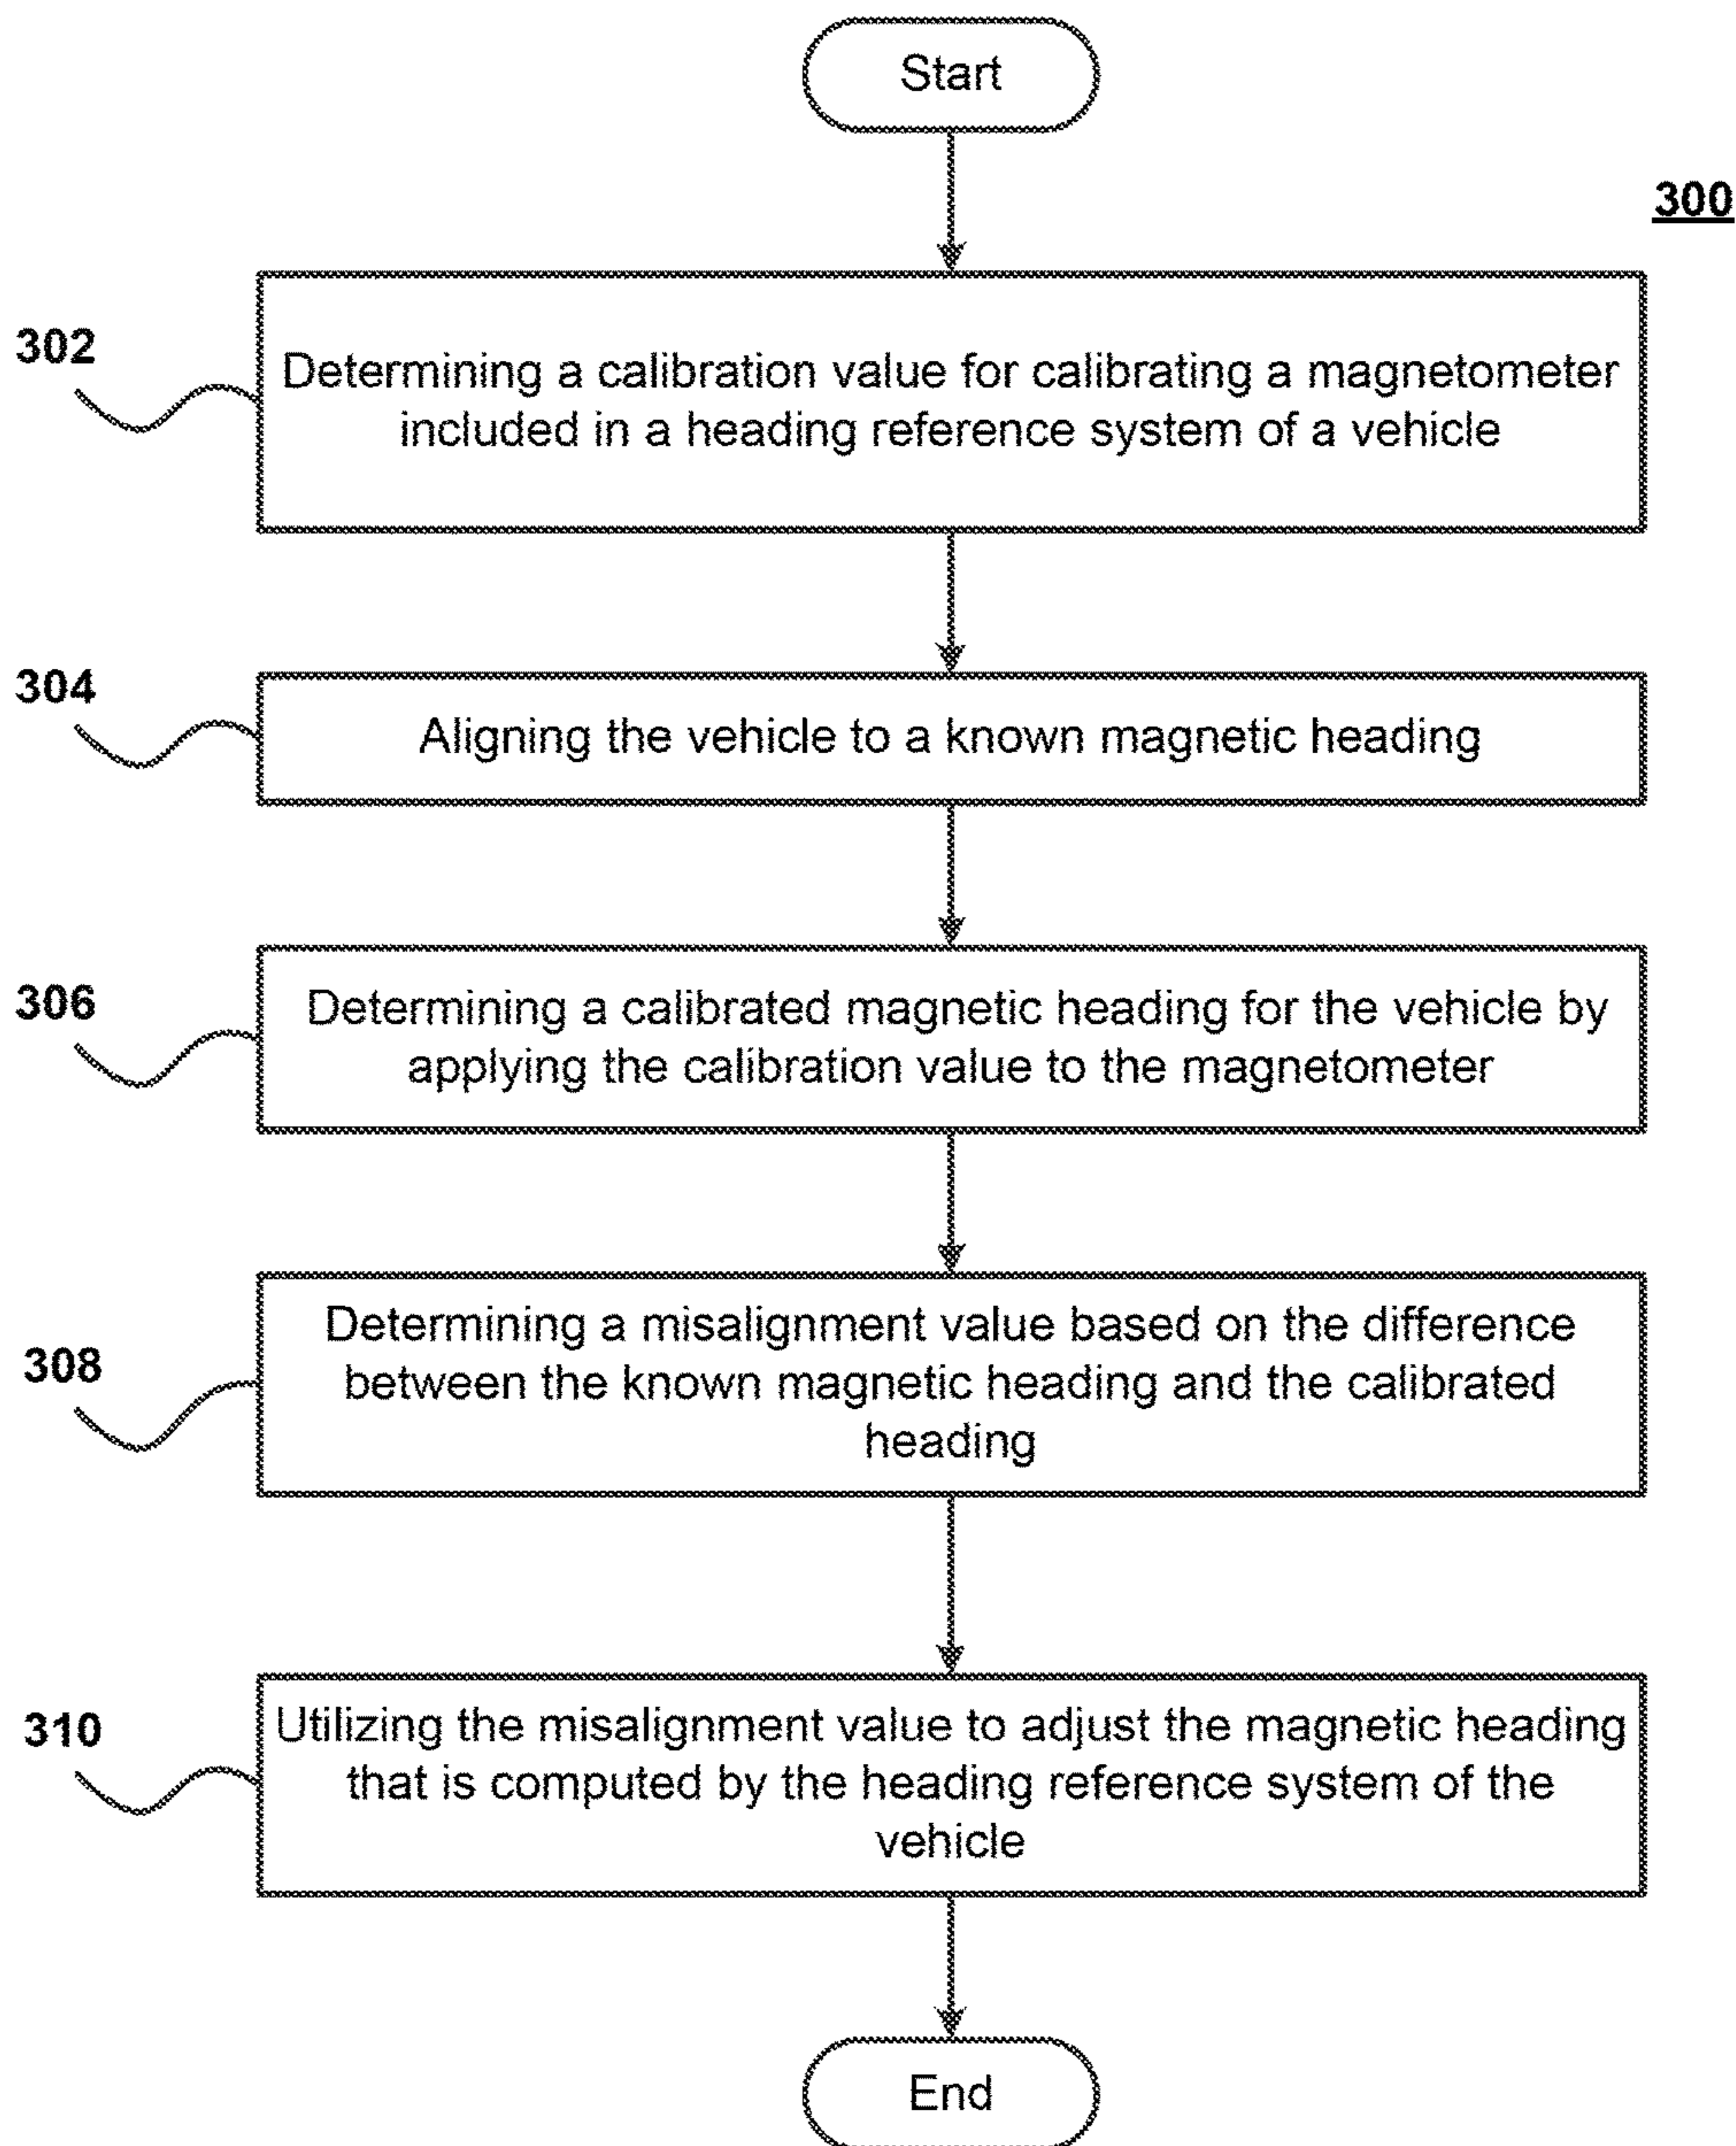 Start
300
302
Determining a calibration value for calibrating a magnetometer
included in a heading reference system of a vehicle
304
Aligning the vehicle to a known magnetic heading
306
Determining a calibrated magnetic heading for the vehicle by
applying the calibration value to the magnetometer
308
Determining a misalignment value based on the difference
between the known magnetic heading and the calibrated
heading
310
Utilizing the misalignment value to adjust the magnetic heading
that is computed by the heading reference system of the
vehicle
End